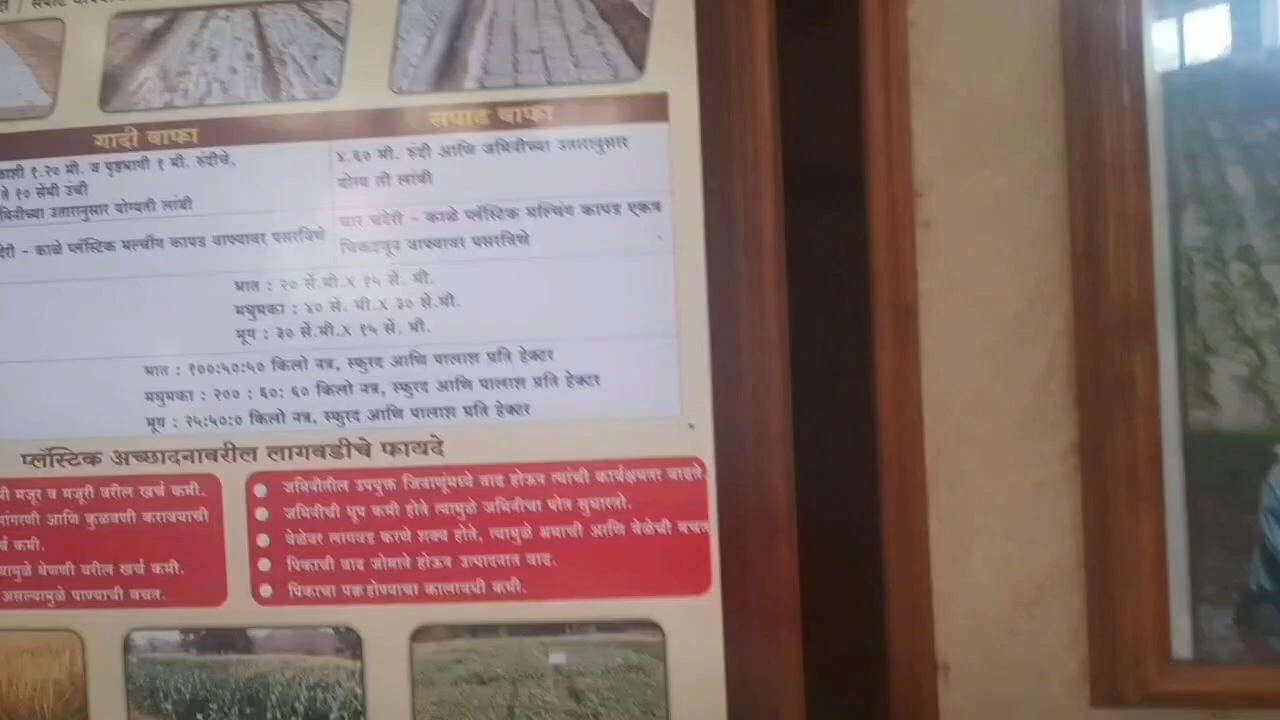 गादी वाफा
सपाट वाफा
१.२० मी. व पृष्ठभागी १ मी. रुंदीचे,
१० सेंमी उंची
उतारानुसार योग्यती लांबी
४.६० मी. रुंदी आणि जमिनीच्या उतारानुसार
योग्य ती लांबी
काळे प्लॅस्टिक मल्चींग कापड वाफ्यावर पसरविणे
चार चंदेरी - काळे प्लॅस्टिक मल्चिंग कापड एकत्र
चिकटवून वाफ्यावर पसरविणे
भात : २० सें.मी.X १५ सें. मी.
मधुमका : ४० सें. मी.X ३० सें.मी.
मूग : ३० सें.मी.X १५ सें. मी.
भात : १००:५०:५० किलो नत्र, स्फुरद आणि पालाश प्रति हेक्टर
मधुमका : २०० : ६०: ६० किलो नत्र, स्फुरद आणि पालाश प्रति हेक्टर
मूग : २५:५०:० किलो नत्र, स्फुरद आणि पालाश प्रति हेक्टर
प्लॅस्टिक अच्छादनावरील लागवडीचे फायदे
मजूर व मजूरी वरील खर्च कमी.
आणि कुळवणी करावयाची
कमी.
वेणणी वरील खर्च कमी.
असल्यामुळे पाण्याची बचत.
जमिनीतील उपयुक्त जिवाणूंमध्ये वाढ होऊन त्यांची कार्यक्षमता वाढते.
जमिनीची धूप कमी होते त्यामुळे जमिनीचा पोत सुधारतो.
वेळेवर लागवड करणे शक्य होते, त्यामुळे श्रमाची आणि वेळेची बचत
पिकाची वाढ जोमाने होऊन उत्पादनात वाढ.
पिकाचा पक्वहोण्याचा कालावधी कमी.